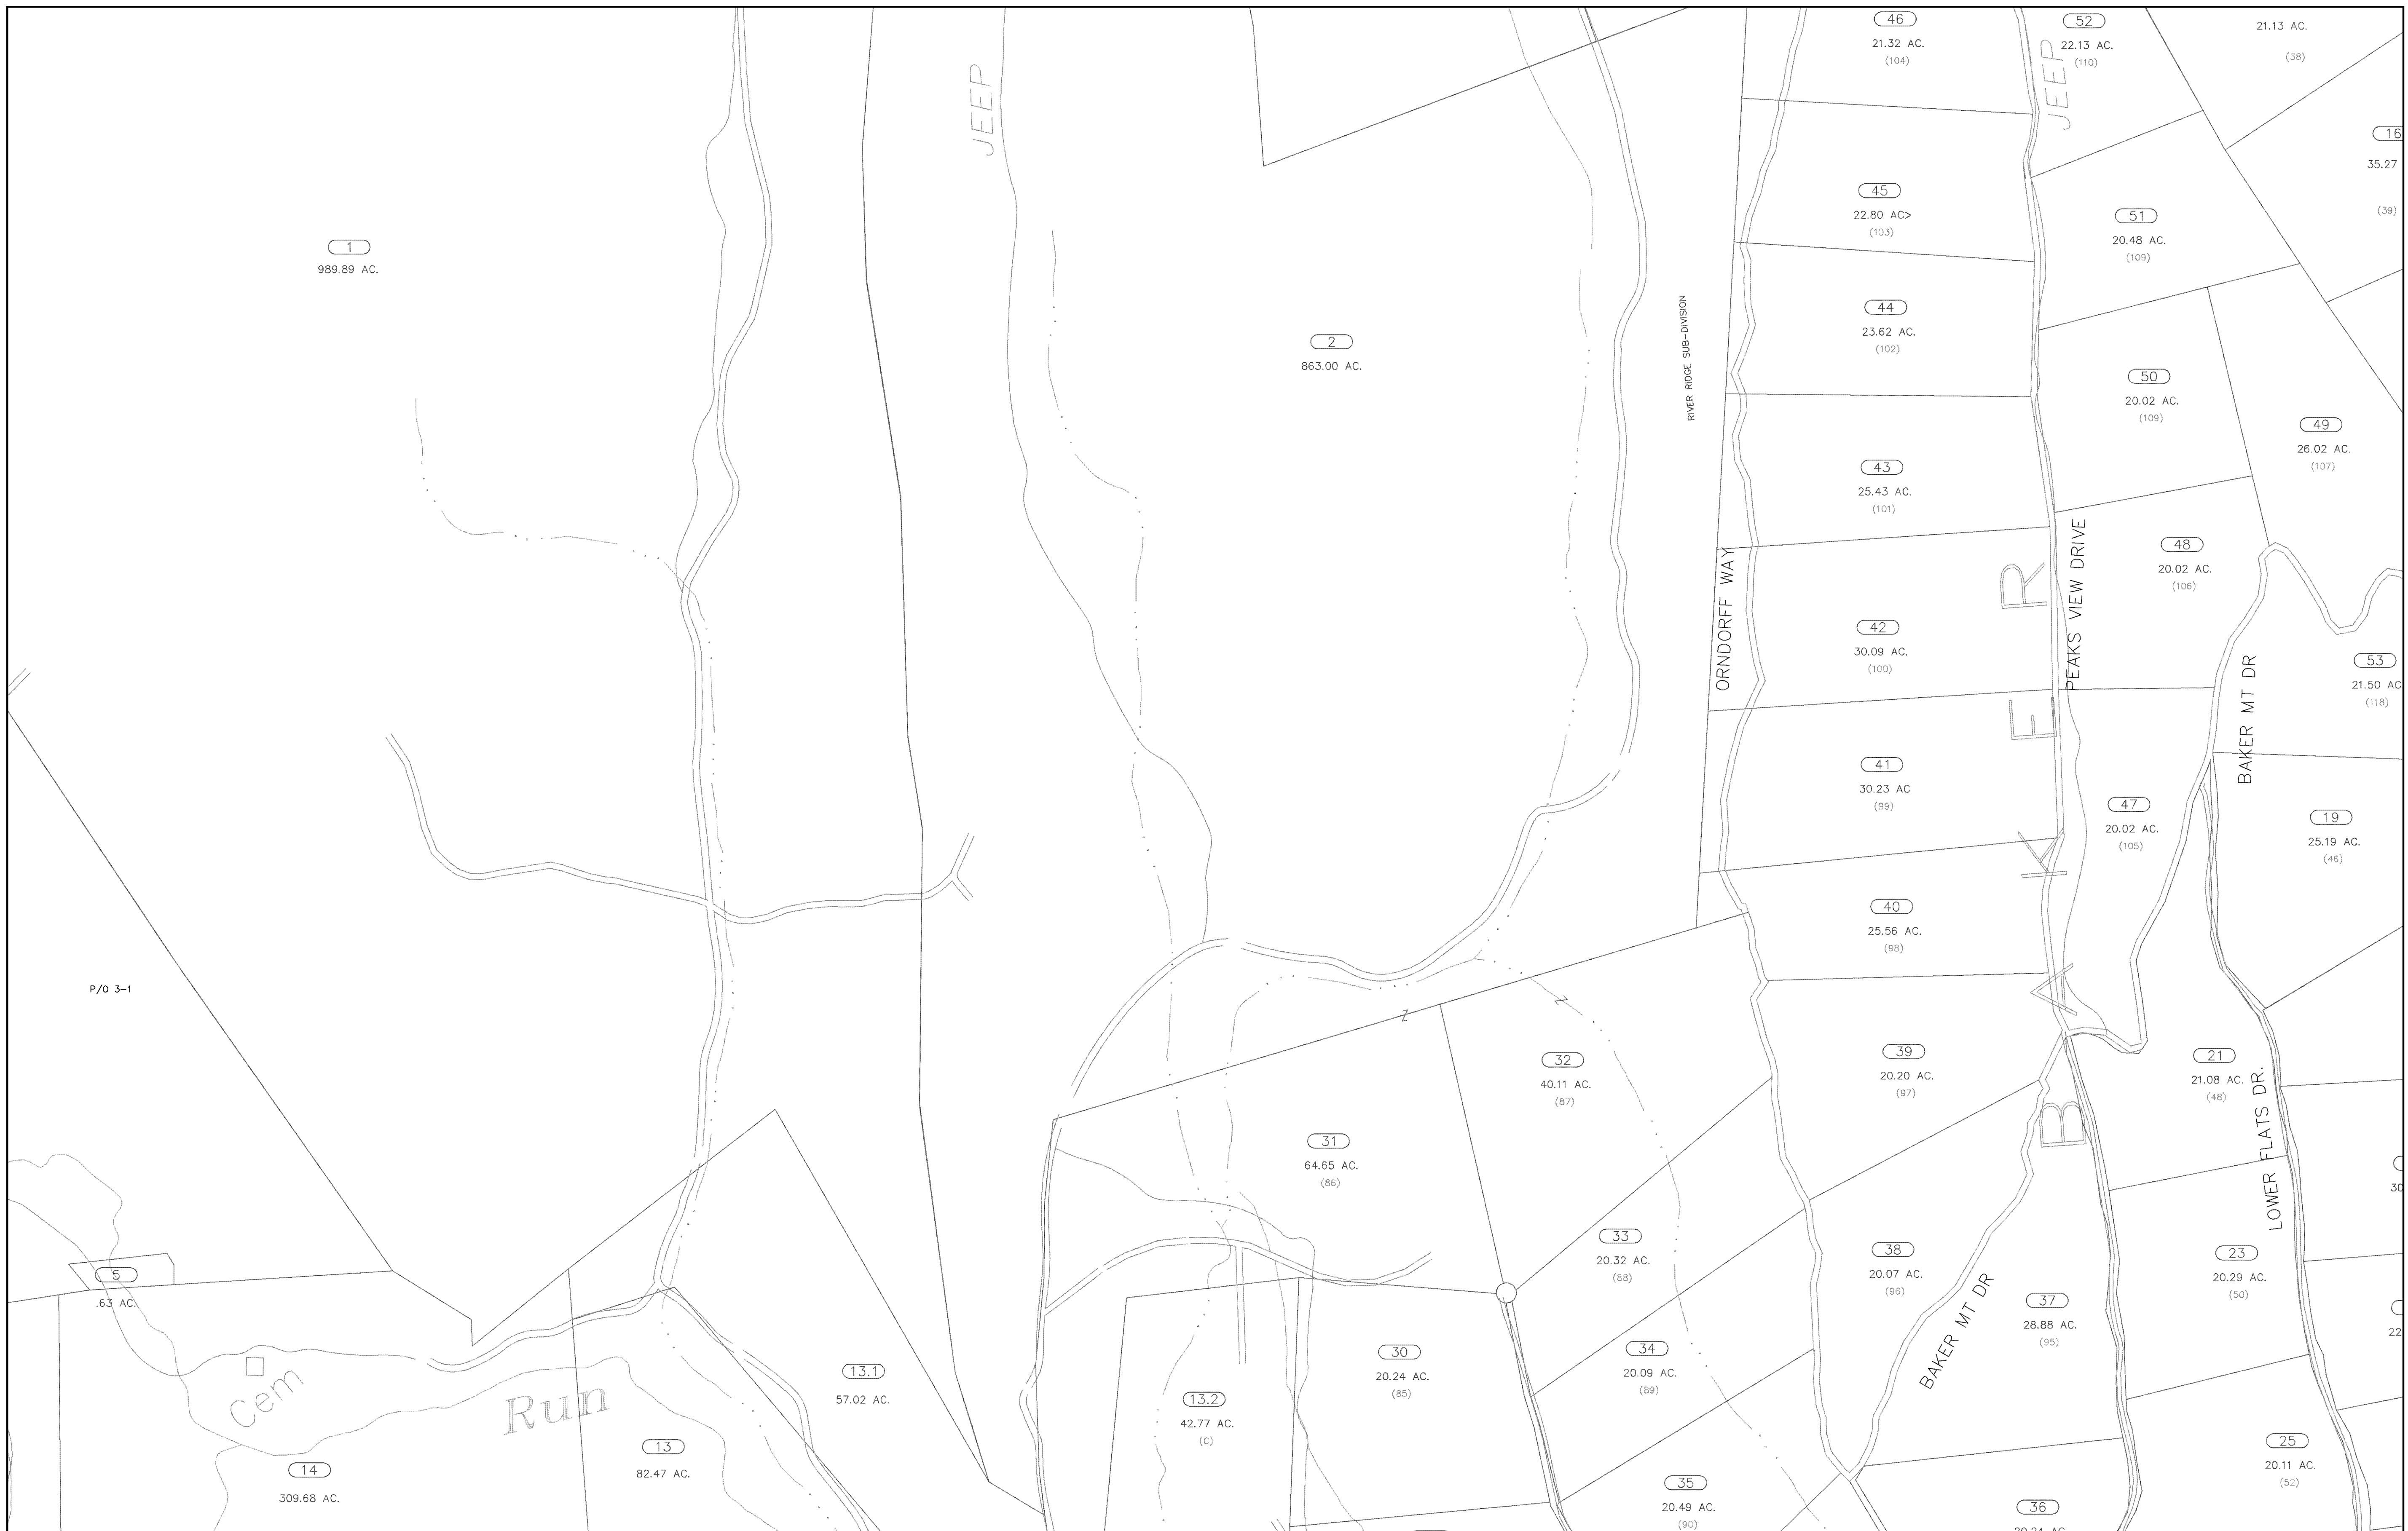 46
21.32 AC.
(104)
52
22.13 AC.
(110)
21.13 AC.
(38)
JEEP
JEEP
16
35.27
(39)
45
22.80 AC>
(103)
51
20.48 AC.
(109)
1
989.89 AC.
2
863.00 AC.
RIVER RIDGE SUB-DIVISION
44
23.62 AC.
(102)
50
20.02 AC.
(109)
49
26.02 AC.
(107)
43
25.43 AC.
(101)
48
20.02 AC.
(106)
ORNDORFF WAY
PEAKS VIEW DRIVE
BAKER
42
30.09 AC.
(100)
53
21.50 AC
(118)
BAKER MT DR
41
30.23 AC
(99)
47
20.02 AC.
(105)
19
25.19 AC.
(46)
40
25.56 AC.
(98)
P/O 3-1
Z
Z
32
40.11 AC.
(87)
39
20.20 AC.
(97)
21
21.08 AC.
(48)
LOWER FLATS DR.
31
64.65 AC.
(86)
30
33
20.32 AC.
(88)
38
20.07 AC.
(96)
23
20.29 AC.
(50)
5
.63 AC.
BAKER MT DR
37
28.88 AC.
(95)
22
34
20.09 AC.
(89)
30
20.24 AC.
(85)
13.1
57.02 AC.
13.2
42.77 AC.
(C)
Cem
Run
13
82.47 AC.
14
309.68 AC.
25
20.11 AC.
(52)
35
20.49 AC.
(90)
36